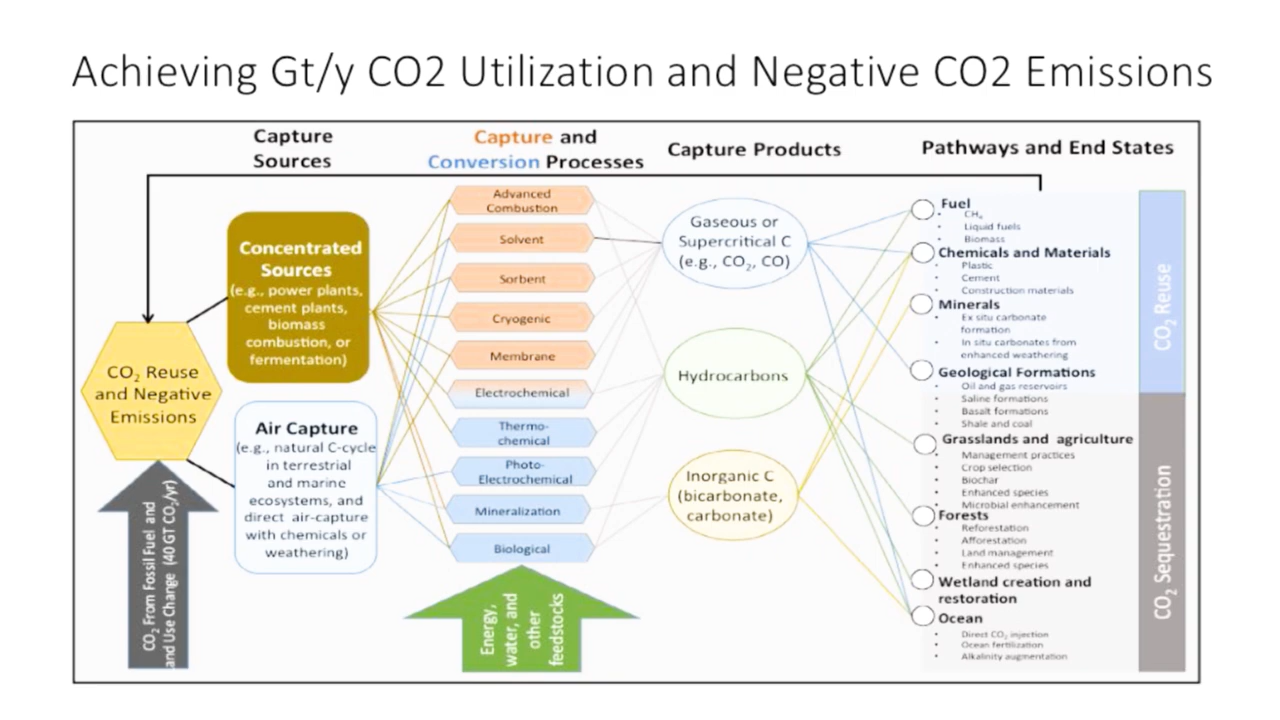 Achieving Gt/y CO2 Utilization and Negative CO2 Emissions
Capture
Sources
Capture and
Conversion Processes
Capture Products
Pathways and End States
CO₂ Reuse
and Negative
Emissions
CO₂ From Fossil Fuel and
and Use Change (40 GT CO₂/yr)
Concentrated
Sources
(e.g., power plants,
cement plants,
biomass
combustion, or
fermentation)
Air Capture
(e.g., natural C-cycle
in terrestrial
and marine
ecosystems, and
direct air-capture
with chemicals or
weathering)
Advanced
Combustion
Solvent
Sorbent
Cryogenic
Membrane
Electrochemical
Thermo-
chemical
Photo-
Electrochemical
Mineralization
Biological
Energy,
water, and
other
feedstocks
Gaseous or
Supercritical C
(e.g., CO₂, CO)
Hydrocarbons
Inorganic C
(bicarbonate,
carbonate)
Fuel
• CH₄
• Liquid fuels
• Biomass
Chemicals and Materials
• Plastic
• Cement
• Construction materials
Minerals
• Ex situ carbonate
formation
• In situ carbonates from
enhanced weathering
Geological Formations
• Oil and gas reservoirs
• Saline formations
• Basalt formations
• Shale and coal
Grasslands and agriculture
• Management practices
• Crop selection
• Biochar
• Enhanced species
• Microbial enhancement
Forests
• Reforestation
• Afforestation
• Land management
• Enhanced species
Wetland creation and
restoration
Ocean
• Direct CO₂ injection
• Ocean fertilization
• Alkalinity augmentation
CO₂ Reuse
CO₂ Sequestration